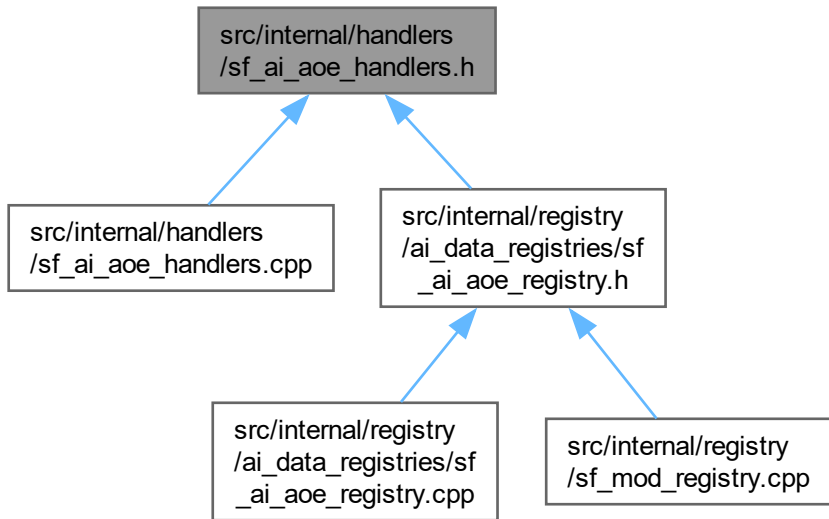 src/internal/handlers
/sf_ai_aoe_handlers.h
src/internal/handlers
/sf_ai_aoe_handlers.cpp
src/internal/registry
/ai_data_registries/sf
_ai_aoe_registry.h
src/internal/registry
/ai_data_registries/sf
_ai_aoe_registry.cpp
src/internal/registry
/sf_mod_registry.cpp